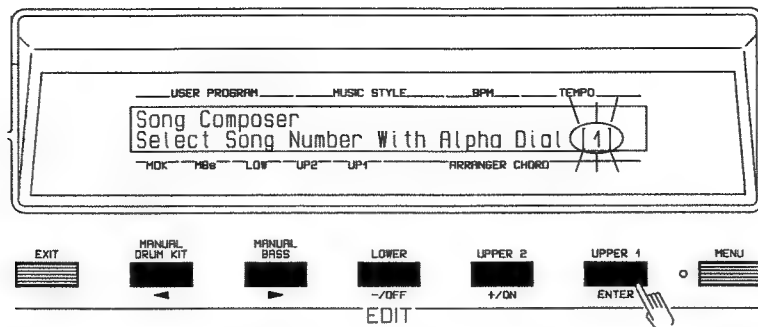 USER PROGRAM MUSIC STYLE BPM TEMPO
Song Composer
Select Song Number With Alpha Dial [ 1 ]
MDK MBs LOW UP2 UP1 ARRANGER CHORD
EXIT MANUAL DRUM KIT MANUAL BASS LOWER UPPER 2 UPPER 1 MENU
◄ ► -/OFF +/ON ENTER
EDIT